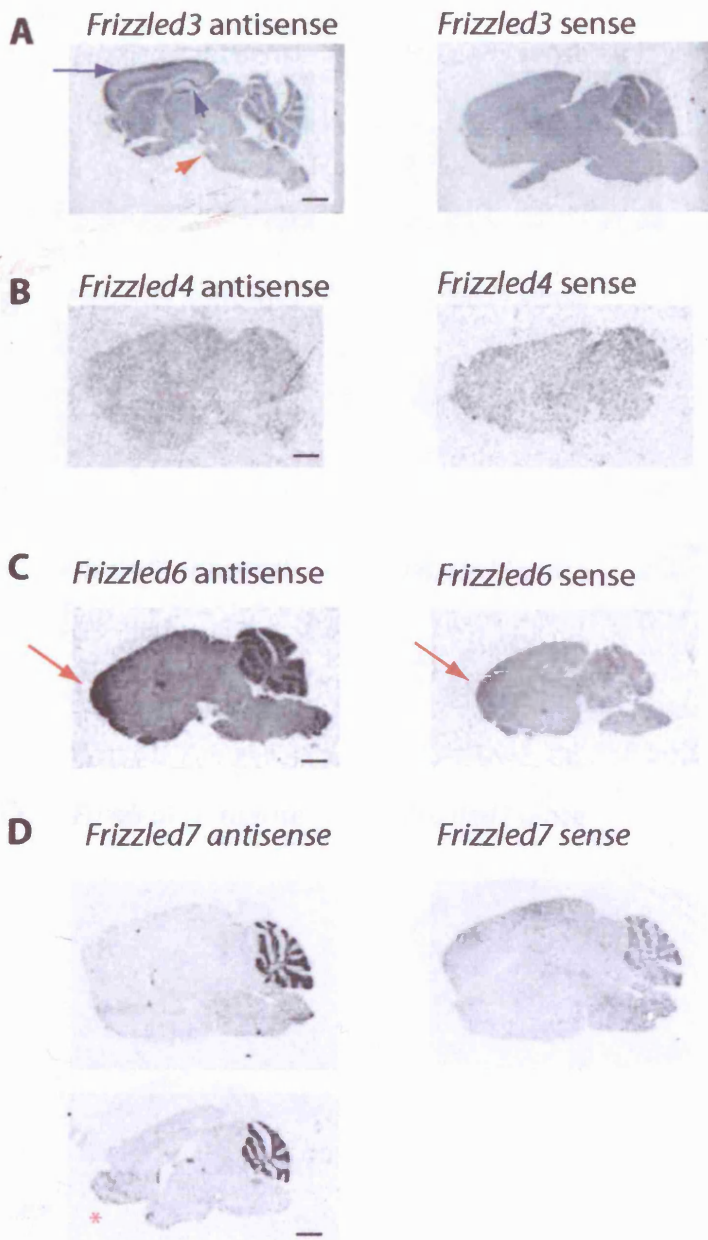 A
Frizzled3 antisense
Frizzled3 sense
B
Frizzled4 antisense
Frizzled4 sense
C
Frizzled6 antisense
Frizzled6 sense
D
Frizzled7 antisense
Frizzled7 sense
*